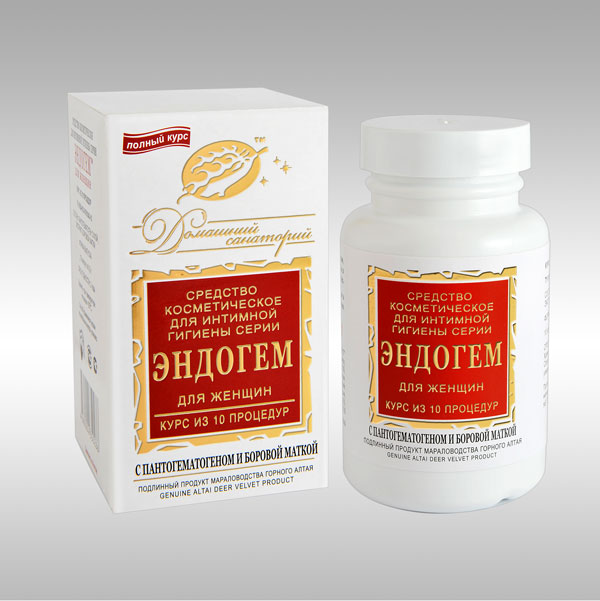 ПОЛНЫЙ КУРС
TM
Домашний
санаторий
СРЕДСТВО
КОСМЕТИЧЕСКОЕ
ДЛЯ ИНТИМНОЙ
ГИГИЕНЫ СЕРИИ
ЭНДОГЕМ
ДЛЯ ЖЕНЩИН
КУРС ИЗ 10 ПРОЦЕДУР
С ПАНТОГЕМАТОГЕНОМ И БОРОВОЙ МАТКОЙ
ПОДЛИННЫЙ ПРОДУКТ МАРАЛОВОДСТВА ГОРНОГО АЛТАЯ
GENUINE ALTAI DEER VELVET PRODUCT
СРЕДСТВО
КОСМЕТИЧЕСКОЕ
ДЛЯ ИНТИМНОЙ
ГИГИЕНЫ СЕРИИ
ЭНДОГЕМ
ДЛЯ ЖЕНЩИН
КУРС ИЗ 10 ПРОЦЕДУР
С ПАНТОГЕМАТОГЕНОМ И БОРОВОЙ МАТКОЙ
ПОДЛИННЫЙ ПРОДУКТ МАРАЛОВОДСТВА ГОРНОГО АЛТАЯ
GENUINE ALTAI DEER VELVET PRODUCT